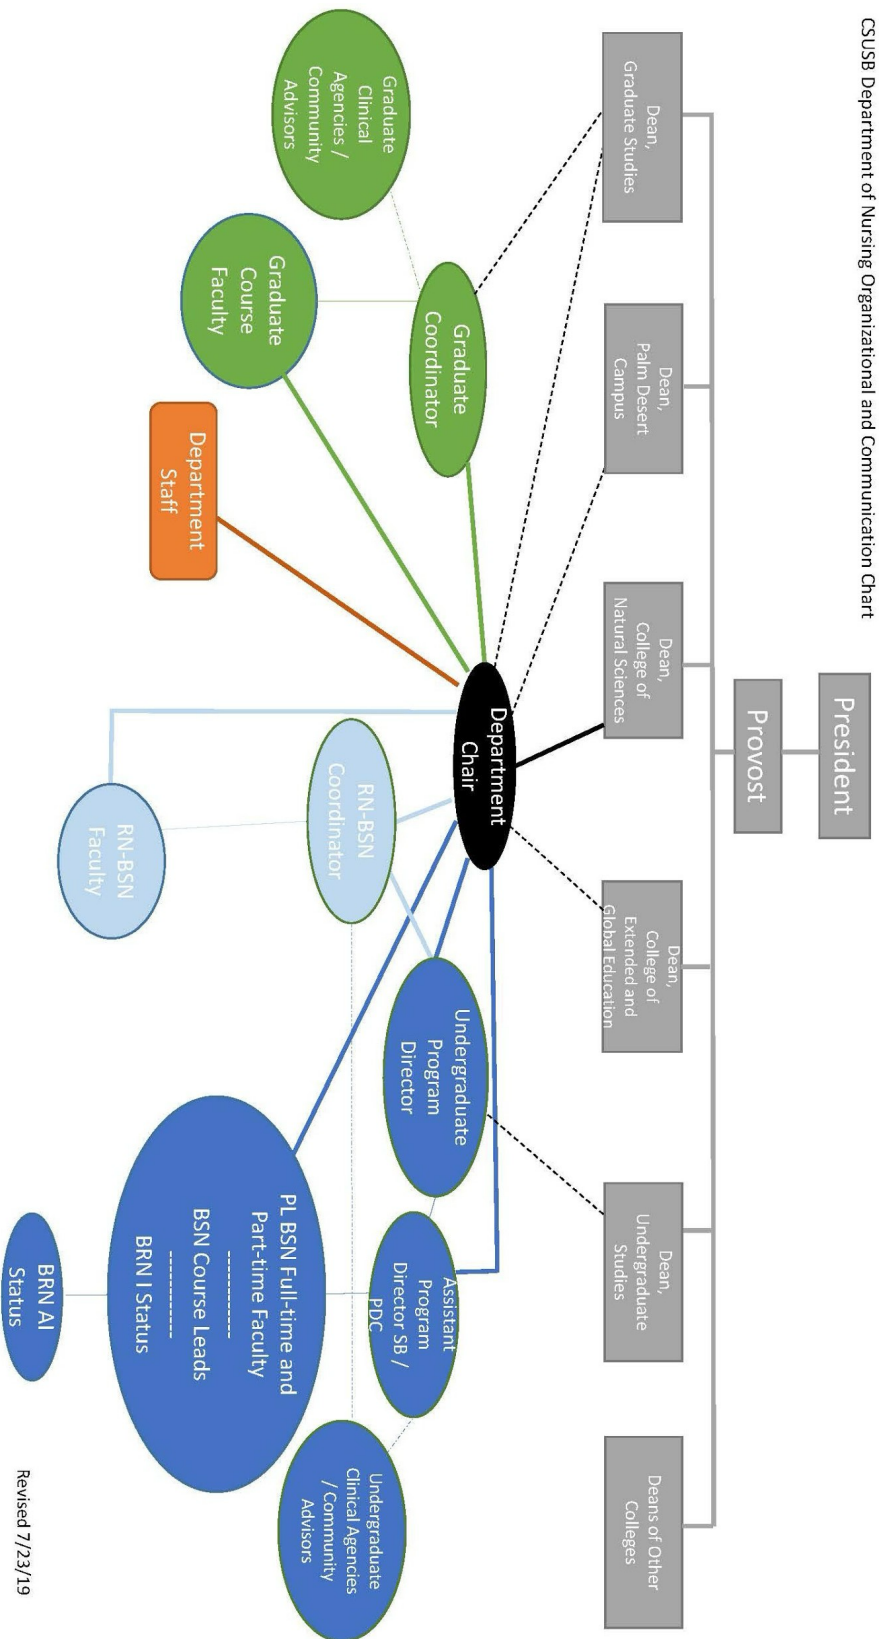 CSUSB Department of Nursing Organizational and Communication Chart
President
Provost
Dean,
Graduate Studies
Dean,
Palm Desert
Campus
Dean,
College of
Natural Sciences
Dean,
College of
Extended and
Global Education
Dean,
Undergraduate
Studies
Deans of Other
Colleges
Department
Chair
Graduate
Coordinator
Graduate
Clinical
Agencies /
Community
Advisors
Graduate
Course
Faculty
Department
Staff
RN-BSN
Coordinator
RN-BSN
Faculty
Undergraduate
Program
Director
Assistant
Program
Director SB /
PDC
PL BSN Full-time and
Part-time Faculty
------------
BSN Course Leads
------------
BRN I Status
BRN AI
Status
Undergraduate
Clinical Agencies
/ Community
Advisors
Revised 7/23/19